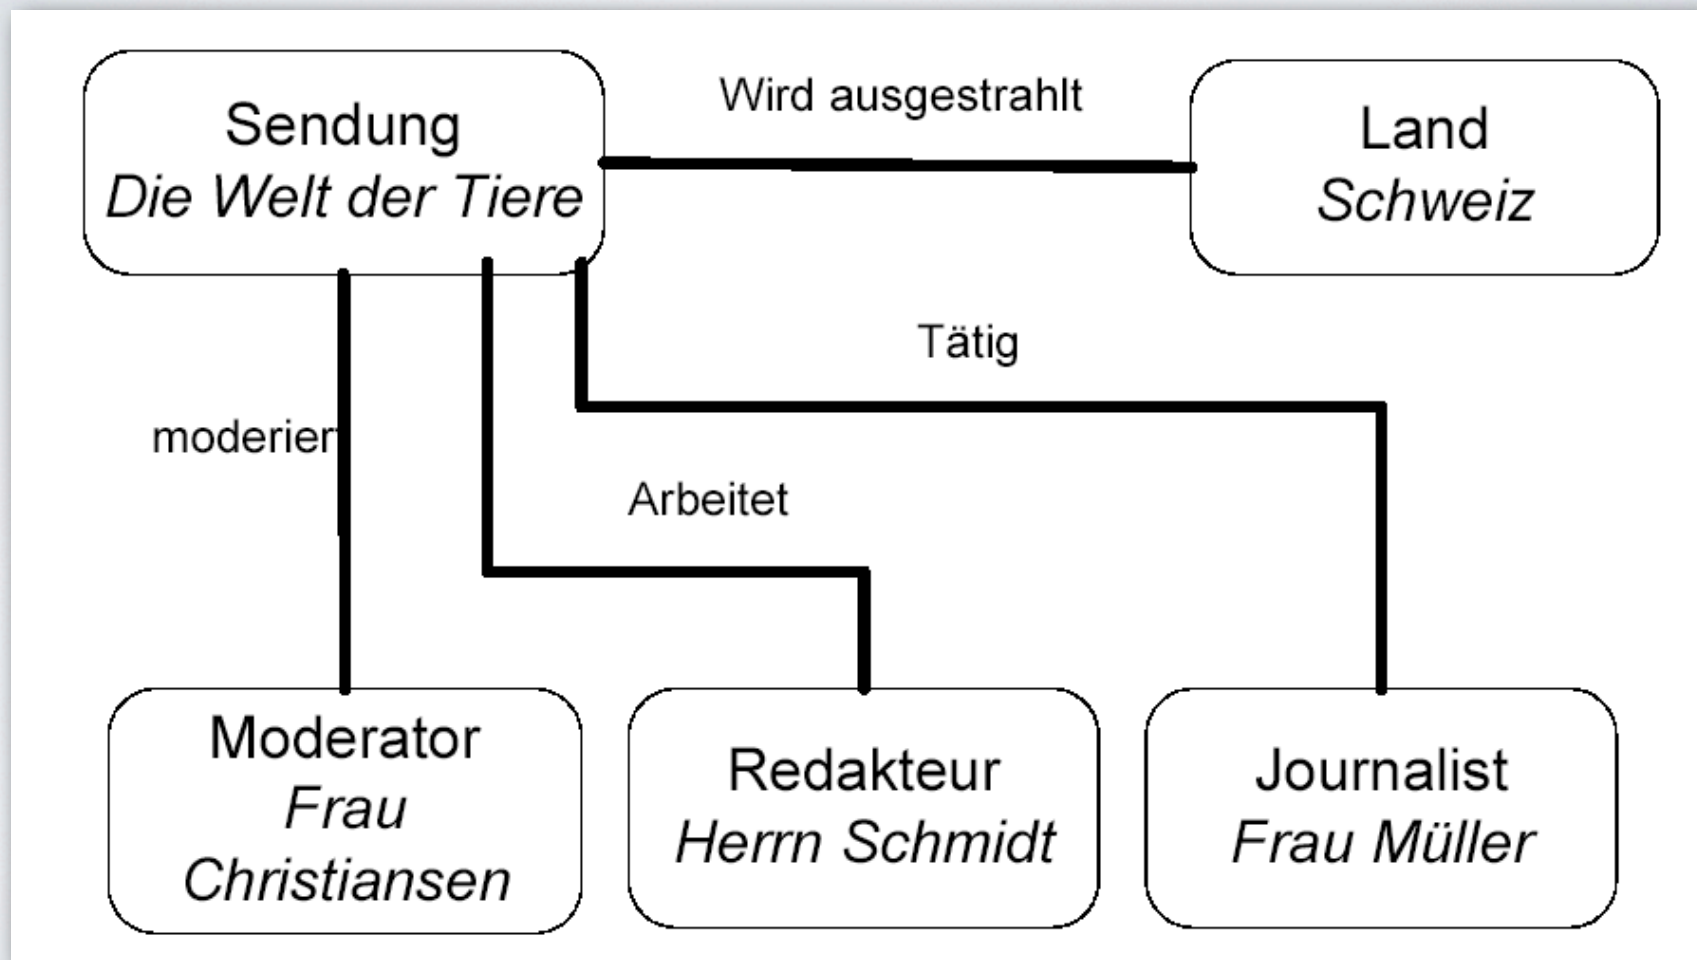 Sendung
Die Welt der Tiere
Wird ausgestrahlt
Land
Schweiz
Tätig
moderiert
Arbeitet
Moderator
Frau
Christiansen
Redakteur
Herrn Schmidt
Journalist
Frau Müller